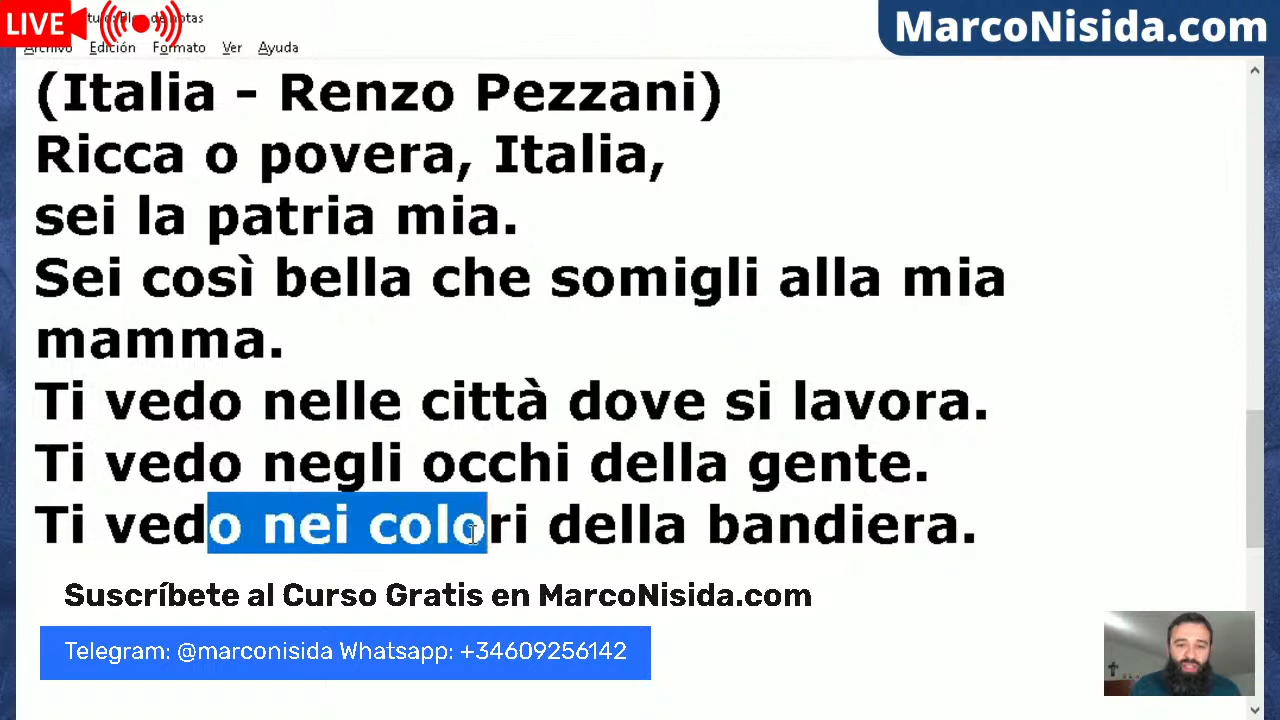 LIVE
MarcoNisida.com
Archivo Edición Formato Ver Ayuda
(Italia - Renzo Pezzani)
Ricca o povera, Italia,
sei la patria mia.
Sei così bella che somigli alla mia
mamma.
Ti vedo nelle città dove si lavora.
Ti vedo negli occhi della gente.
Ti vedo nei colori della bandiera.
Suscríbete al Curso Gratis en MarcoNisida.com
Telegram: @marconisida Whatsapp: +34609256142